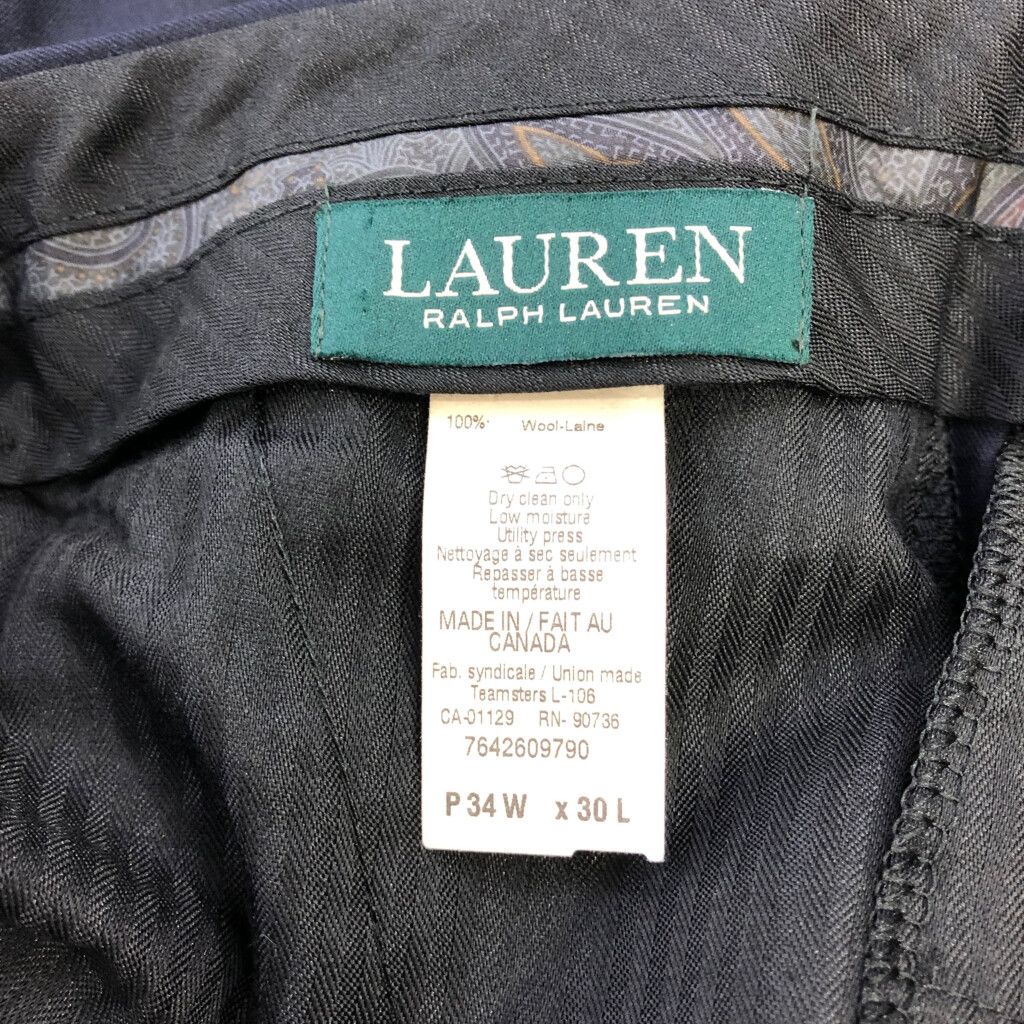 LAUREN
RALPH LAUREN
100% Wool-Laine
Dry clean only
Low moisture
Utility press
Nettoyage à sec seulement
Repasser à basse
température
MADE IN / FAIT AU
CANADA
Fab. syndicale / Union made
Teamsters L-106
CA-01129 RN- 90736
7642609790
P 34 W x 30 L